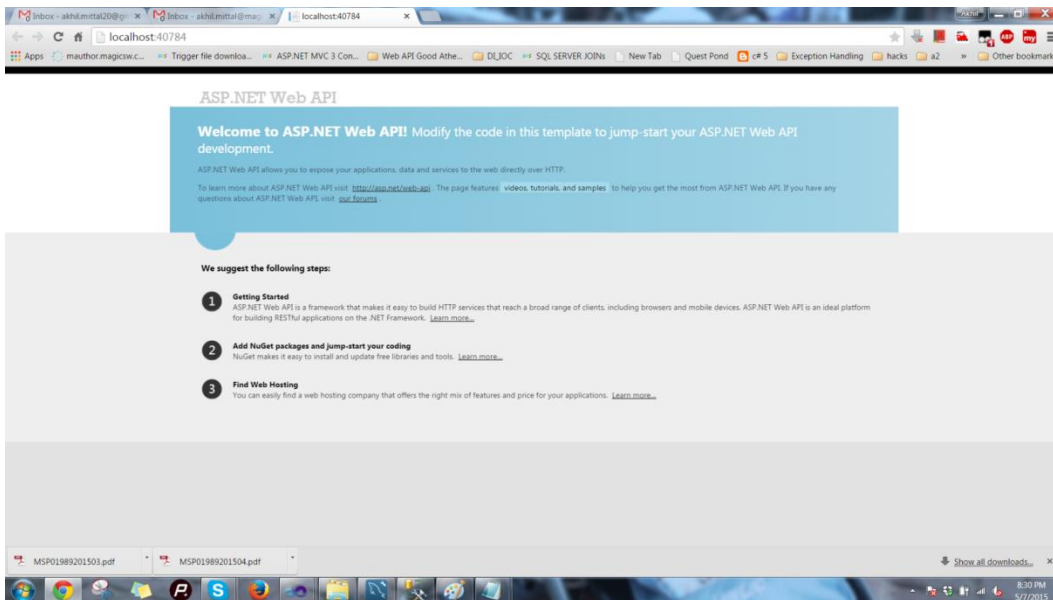 Inbox - akhil.mittal20@g
Inbox - akhil.mittal@mag
localhost:40784
localhost:40784
Apps
mauthor.magicsw.c...
Trigger file downloa...
ASP.NET MVC 3 Con...
Web API Good Athe...
DI,IOC
SQL SERVER JOINs
New Tab
Quest Pond
c# 5
Exception Handling
hacks
a2
»
Other bookmark
ASP.NET Web API
Welcome to ASP.NET Web API! Modify the code in this template to jump-start your ASP.NET Web API
development.
ASP.NET Web API allows you to expose your applications, data and services to the web directly over HTTP.
To learn more about ASP.NET Web API visit http://asp.net/web-api . The page features videos, tutorials, and samples to help you get the most from ASP.NET Web API. If you have any
questions about ASP.NET Web API, visit our forums .
We suggest the following steps:
1
Getting Started
ASP.NET Web API is a framework that makes it easy to build HTTP services that reach a broad range of clients, including browsers and mobile devices. ASP.NET Web API is an ideal platform
for building RESTful applications on the .NET Framework. Learn more...
2
Add NuGet packages and jump-start your coding
NuGet makes it easy to install and update free libraries and tools. Learn more...
3
Find Web Hosting
You can easily find a web hosting company that offers the right mix of features and price for your applications. Learn more...
MSP01989201503.pdf
MSP01989201504.pdf
Show all downloads...
8:30 PM
5/7/2015